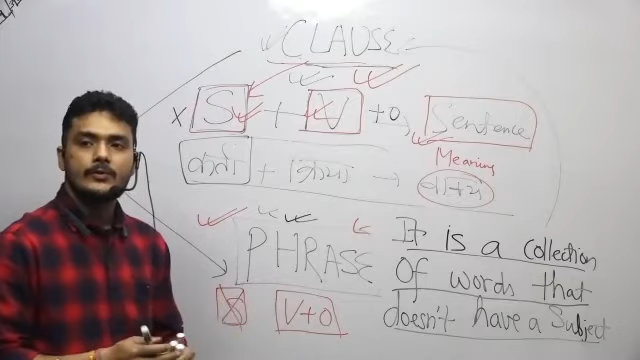 CLAUSE
x S + V + O → Sentence
Meaning
कर्ता + क्रिया → वाक्य
PHRASE
It is a collection
Of words that
doesn't have a Subject
S V+O